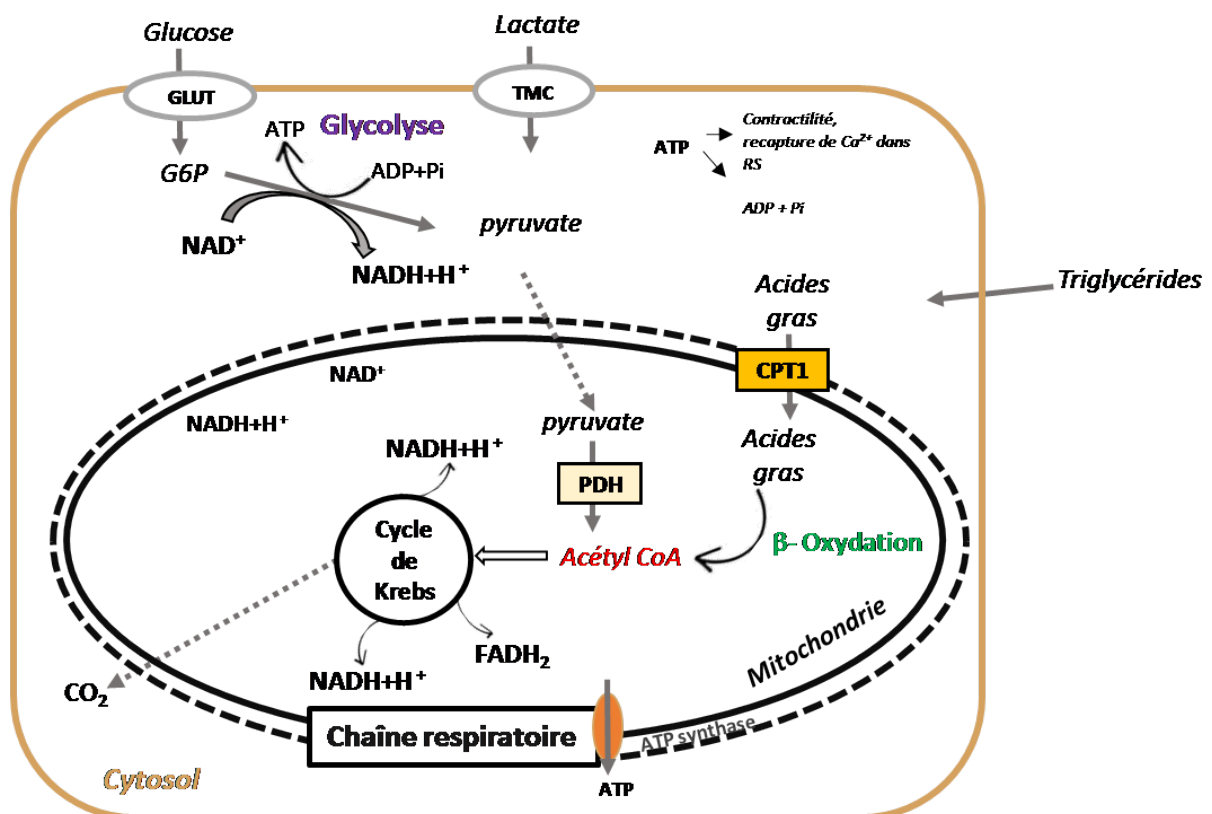 Glucose
Lactate
GLUT
TMC
ATP
Glycolyse
G6P
ADP+Pi
NAD⁺
NADH+H⁺
pyruvate
ATP
Contractilité,
recapture de Ca²⁺ dans
RS
ADP + Pi
Acides
gras
Triglycérides
CPT1
NAD⁺
NADH+H⁺
NADH+H⁺
pyruvate
Acides
gras
PDH
Cycle
de
Krebs
Acétyl CoA
β- Oxydation
FADH₂
NADH+H⁺
CO₂
Mitochondrie
Chaîne respiratoire
ATP synthase
Cytosol
ATP